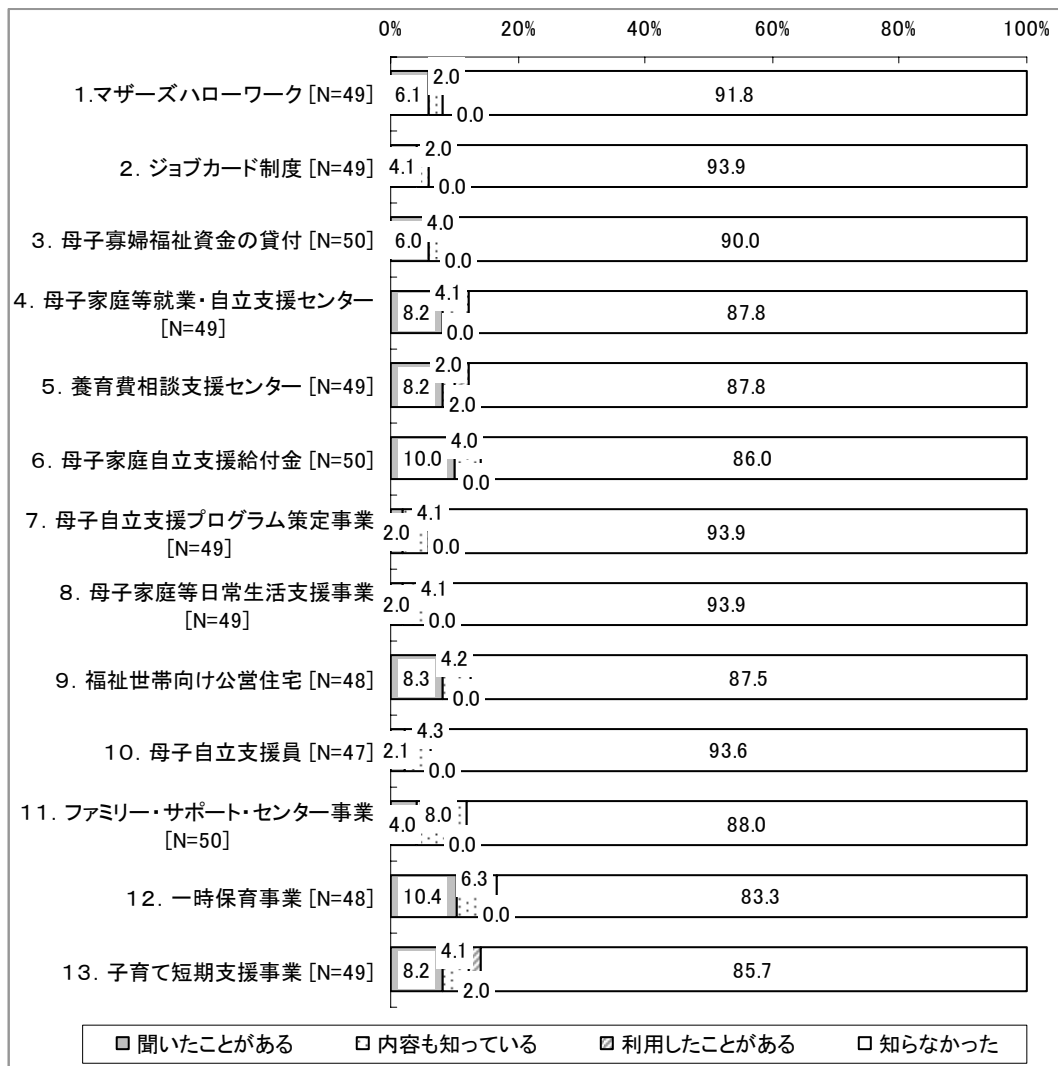 0% 20% 40% 60% 80% 100%
1.マザーズハローワーク [N=49] 6.1 2.0 0.0 91.8
2. ジョブカード制度 [N=49] 4.1 2.0 0.0 93.9
3. 母子寡婦福祉資金の貸付 [N=50] 6.0 4.0 0.0 90.0
4. 母子家庭等就業・自立支援センター
[N=49] 8.2 4.1 0.0 87.8
5. 養育費相談支援センター [N=49] 8.2 2.0 2.0 87.8
6. 母子家庭自立支援給付金 [N=50] 10.0 4.0 0.0 86.0
7. 母子自立支援プログラム策定事業
[N=49] 2.0 4.1 0.0 93.9
8. 母子家庭等日常生活支援事業
[N=49] 2.0 4.1 0.0 93.9
9. 福祉世帯向け公営住宅 [N=48] 8.3 4.2 0.0 87.5
10. 母子自立支援員 [N=47] 2.1 4.3 0.0 93.6
11. ファミリー・サポート・センター事業
[N=50] 4.0 8.0 0.0 88.0
12. 一時保育事業 [N=48] 10.4 6.3 0.0 83.3
13. 子育て短期支援事業 [N=49] 8.2 4.1 2.0 85.7
聞いたことがある 内容も知っている 利用したことがある 知らなかった